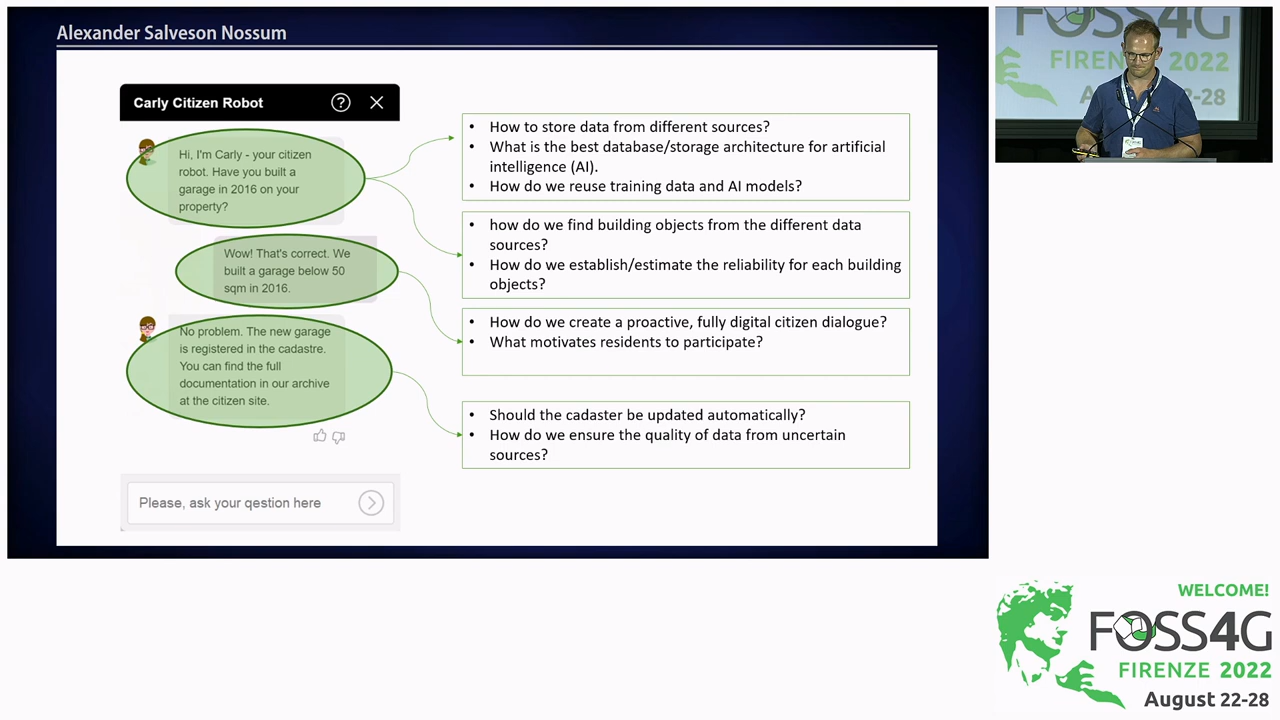 Alexander Salveson Nossum
Carly Citizen Robot
?
Hi, I'm Carly - your citizen
robot. Have you built a
garage in 2016 on your
property?
Wow! That's correct. We
built a garage below 50
sqm in 2016.
No problem. The new garage
is registered in the cadastre.
You can find the full
documentation in our archive
at the citizen site.
Please, ask your qestion here
• How to store data from different sources?
• What is the best database/storage architecture for artificial
intelligence (AI).
• How do we reuse training data and AI models?
• how do we find building objects from the different data
sources?
• How do we establish/estimate the reliability for each building
objects?
• How do we create a proactive, fully digital citizen dialogue?
• What motivates residents to participate?
• Should the cadaster be updated automatically?
• How do we ensure the quality of data from uncertain
sources?
FOSS4G
FIRENZE 2022
WELCOME!
FOSS4G
FIRENZE 2022
August 22-28